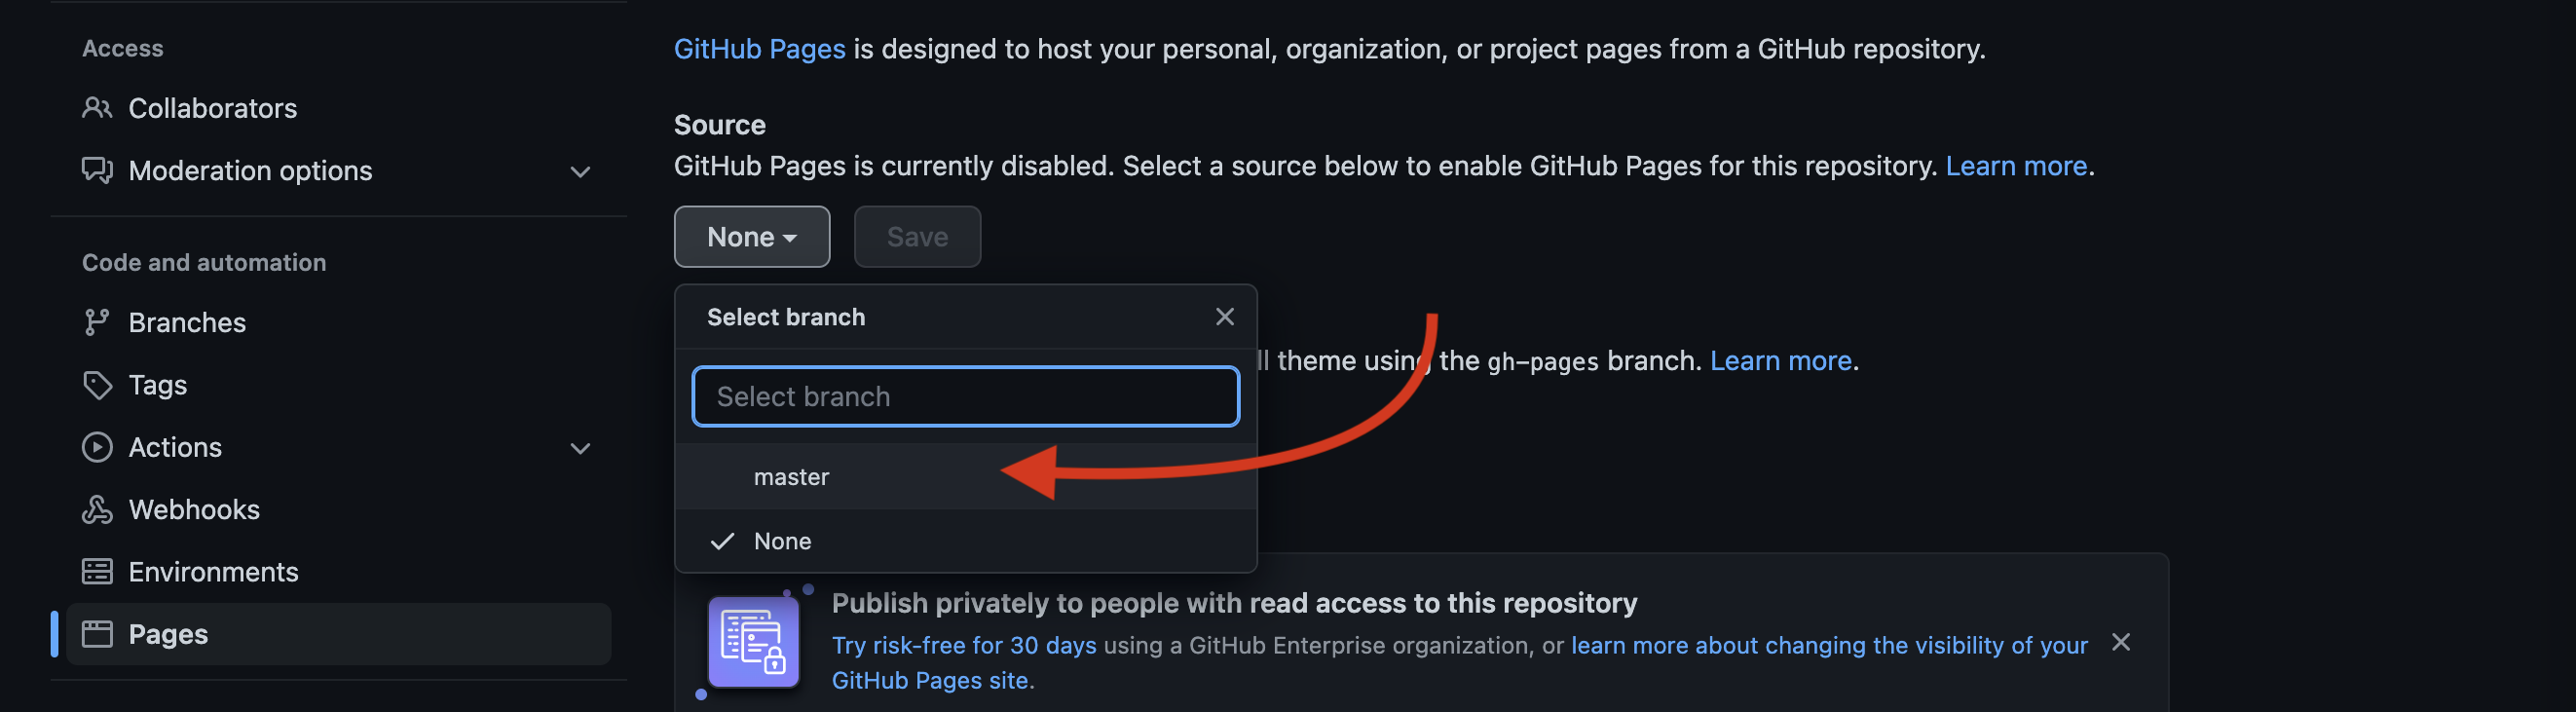 Access
Collaborators
Moderation options
Code and automation
Branches
Tags
Actions
Webhooks
Environments
Pages
GitHub Pages is designed to host your personal, organization, or project pages from a GitHub repository.
Source
GitHub Pages is currently disabled. Select a source below to enable GitHub Pages for this repository. Learn more.
None
Save
Select branch
Select branch
master
None
theme using the gh-pages branch. Learn more.
Publish privately to people with read access to this repository
Try risk-free for 30 days using a GitHub Enterprise organization, or learn more about changing the visibility of your
GitHub Pages site.